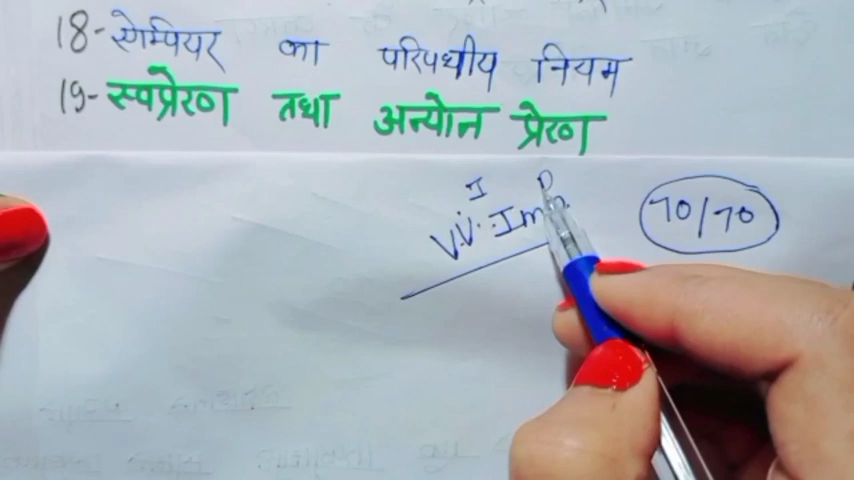 18- ऐम्पियर का परिपथीय नियम
19- स्वप्रेरण तथा अन्योन प्रेरण
I P
V.V. Imp. 70/70